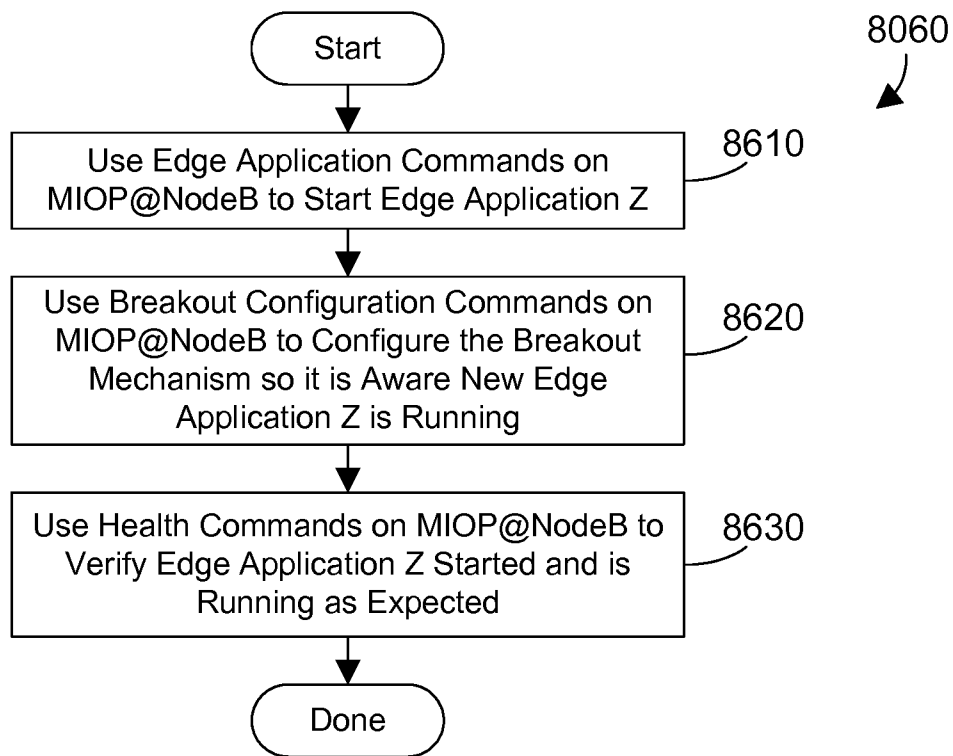 Start
8060
Use Edge Application Commands on
MIOP@NodeB to Start Edge Application Z
8610
Use Breakout Configuration Commands on
MIOP@NodeB to Configure the Breakout
Mechanism so it is Aware New Edge
Application Z is Running
8620
Use Health Commands on MIOP@NodeB to
Verify Edge Application Z Started and is
Running as Expected
8630
Done